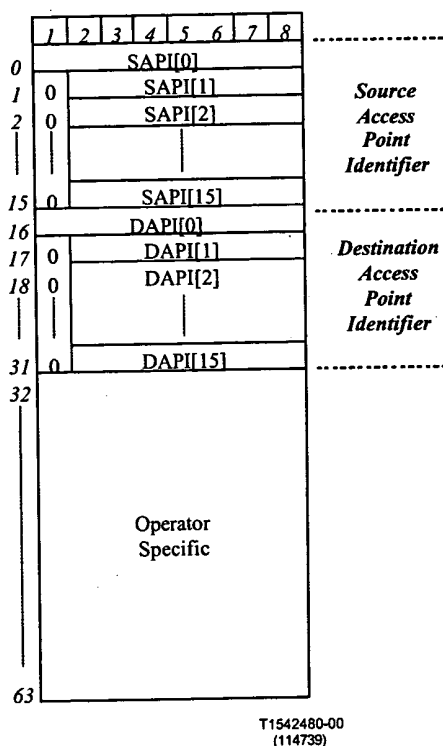 1 2 3 4 5 6 7 8
0 SAPI[0]
1 0 SAPI[1]
2 0 SAPI[2]
15 0 SAPI[15]
Source
Access
Point
Identifier
16 DAPI[0]
17 0 DAPI[1]
18 0 DAPI[2]
31 0 DAPI[15]
Destination
Access
Point
Identifier
32
Operator
Specific
63
T1542480-00
(114739)